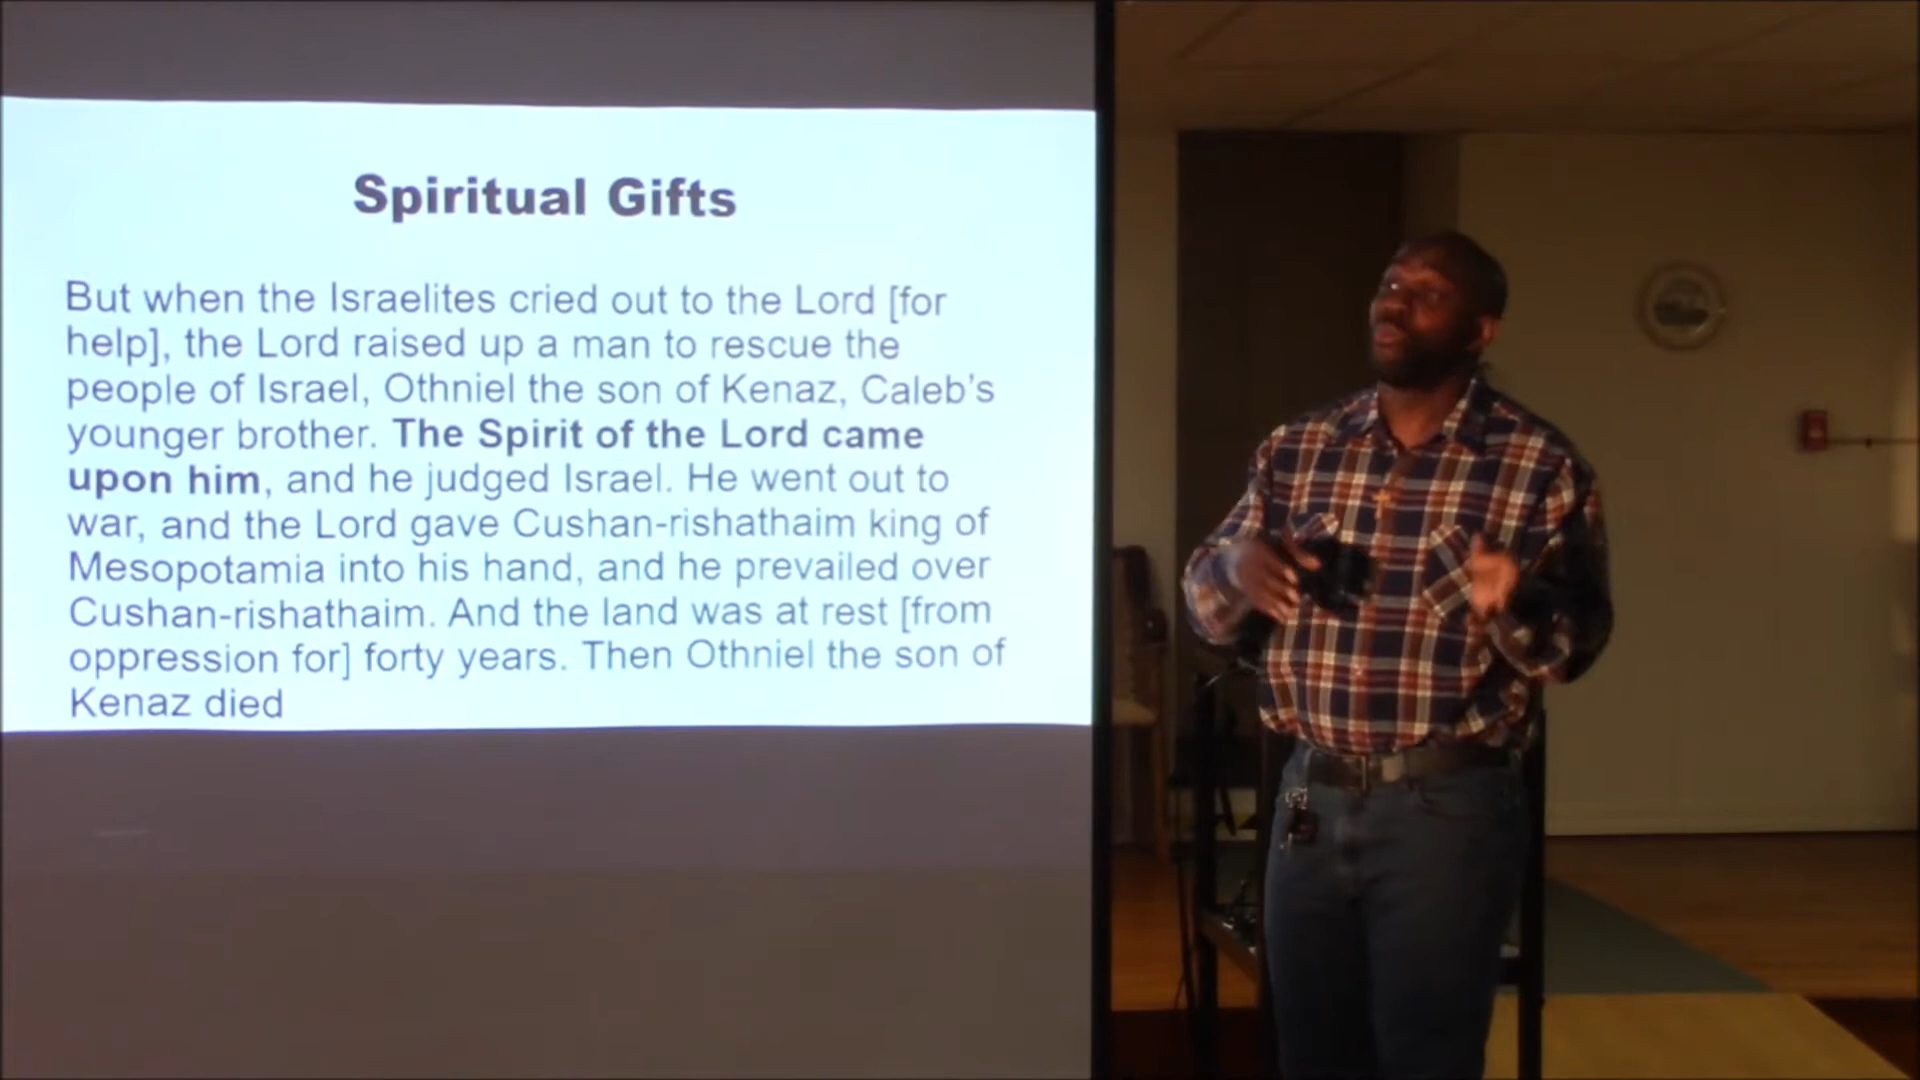 Spiritual Gifts
But when the Israelites cried out to the Lord [for
help], the Lord raised up a man to rescue the
people of Israel, Othniel the son of Kenaz, Caleb's
younger brother. The Spirit of the Lord came
upon him, and he judged Israel. He went out to
war, and the Lord gave Cushan-rishathaim king of
Mesopotamia into his hand, and he prevailed over
Cushan-rishathaim. And the land was at rest [from
oppression for] forty years. Then Othniel the son of
Kenaz died